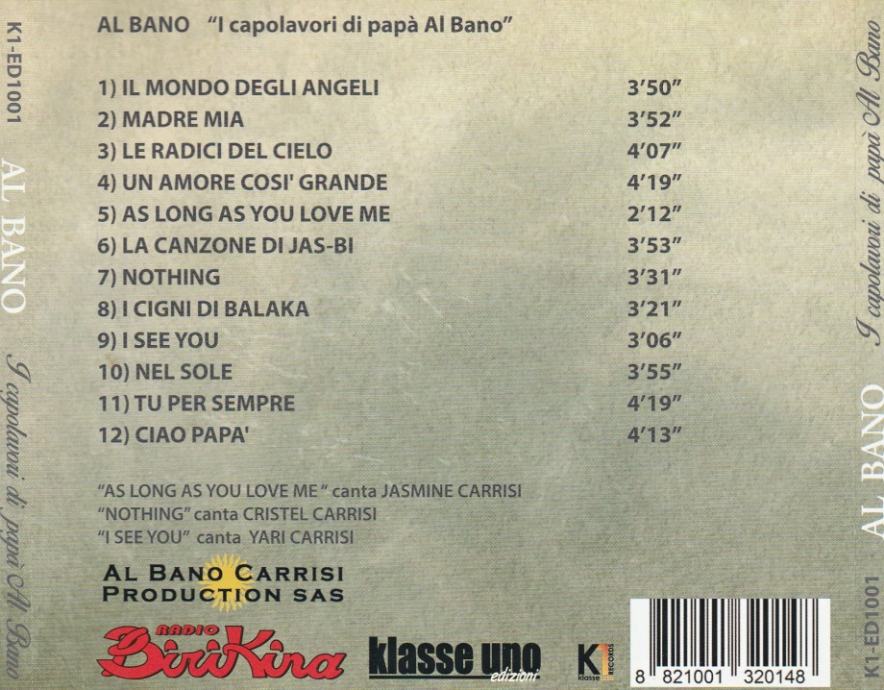 AL BANO "I capolavori di papà Al Bano"
1) IL MONDO DEGLI ANGELI 3'50"
2) MADRE MIA 3'52"
3) LE RADICI DEL CIELO 4'07"
4) UN AMORE COSI' GRANDE 4'19"
5) AS LONG AS YOU LOVE ME 2'12"
6) LA CANZONE DI JAS-BI 3'53"
7) NOTHING 3'31"
8) I CIGNI DI BALAKA 3'21"
9) I SEE YOU 3'06"
10) NEL SOLE 3'55"
11) TU PER SEMPRE 4'19"
12) CIAO PAPA' 4'13"
"AS LONG AS YOU LOVE ME" canta JASMINE CARRISI
"NOTHING" canta CRISTEL CARRISI
"I SEE YOU" canta YARI CARRISI
AL BANO CARRISI
PRODUCTION SAS
RADIO
BiriKina
klasse uno
edizioni
K1
klasse
RECORDS
8 821001 320148
K1-ED1001 AL BANO I capolavori di papà Al Bano
K1-ED1001 AL BANO I capolavori di papà Al Bano